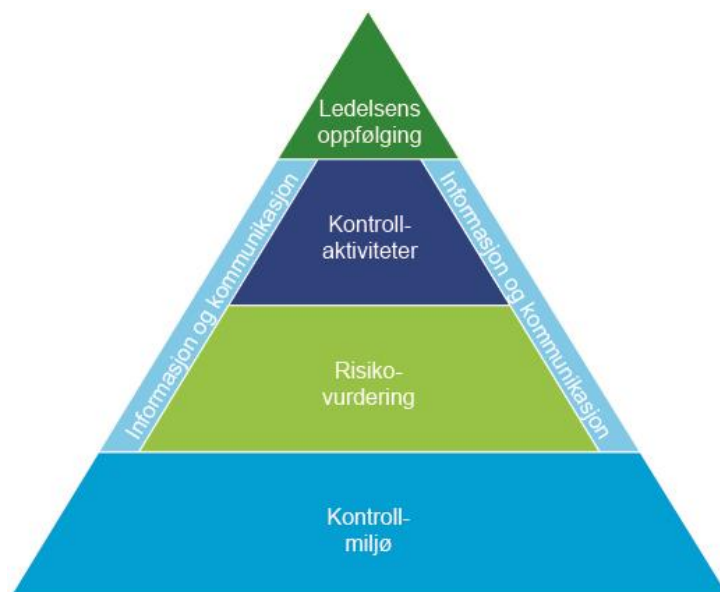 Ledelsens
oppfølging
Informasjon og kommunikasjon
Informasjon og kommunikasjon
Kontroll-
aktiviteter
Risiko-
vurdering
Kontroll-
miljø